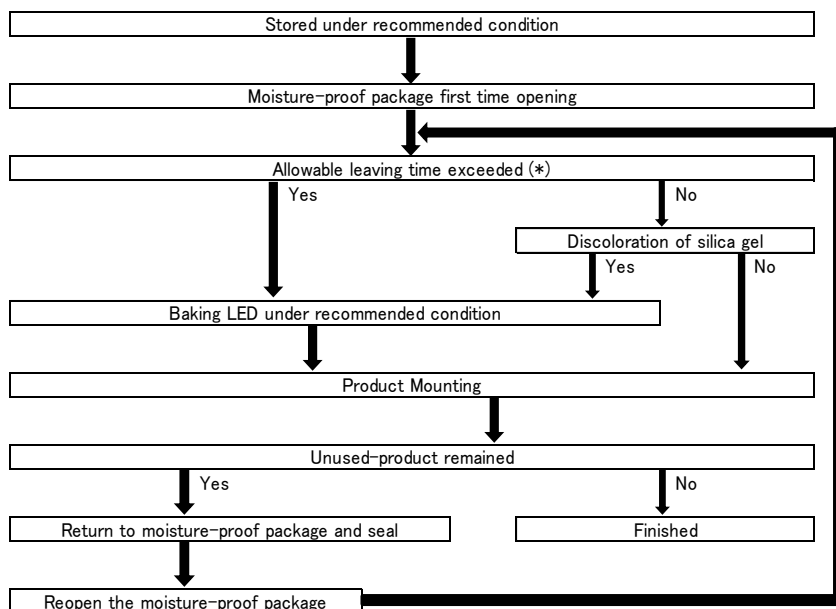 Stored under recommended condition
Moisture-proof package first time opening
Allowable leaving time exceeded (*)
Yes
No
Discoloration of silica gel
Yes
No
Baking LED under recommended condition
Product Mounting
Unused-product remained
Yes
No
Return to moisture-proof package and seal
Finished
Reopen the moisture-proof package